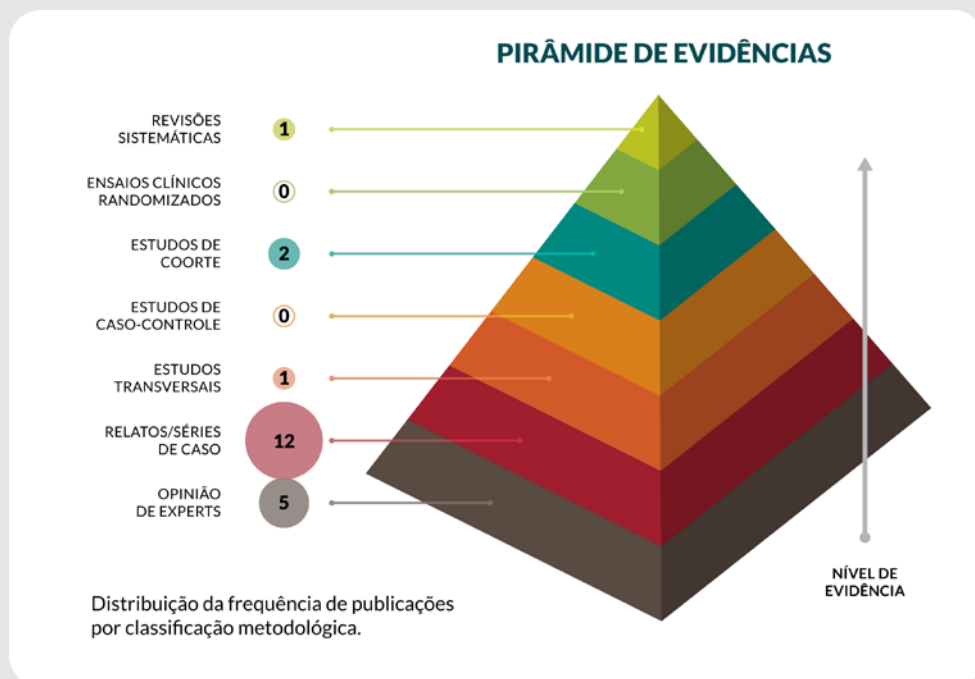 PIRÂMIDE DE EVIDÊNCIAS
REVISÕES
SISTEMÁTICAS
1
ENSAIOS CLÍNICOS
RANDOMIZADOS
0
ESTUDOS DE
COORTE
2
ESTUDOS DE
CASO-CONTROLE
0
ESTUDOS
TRANSVERSAIS
1
RELATOS/SÉRIES
DE CASO
12
OPINIÃO
DE EXPERTS
5
NÍVEL DE
EVIDÊNCIA
Distribuição da frequência de publicações
por classificação metodológica.